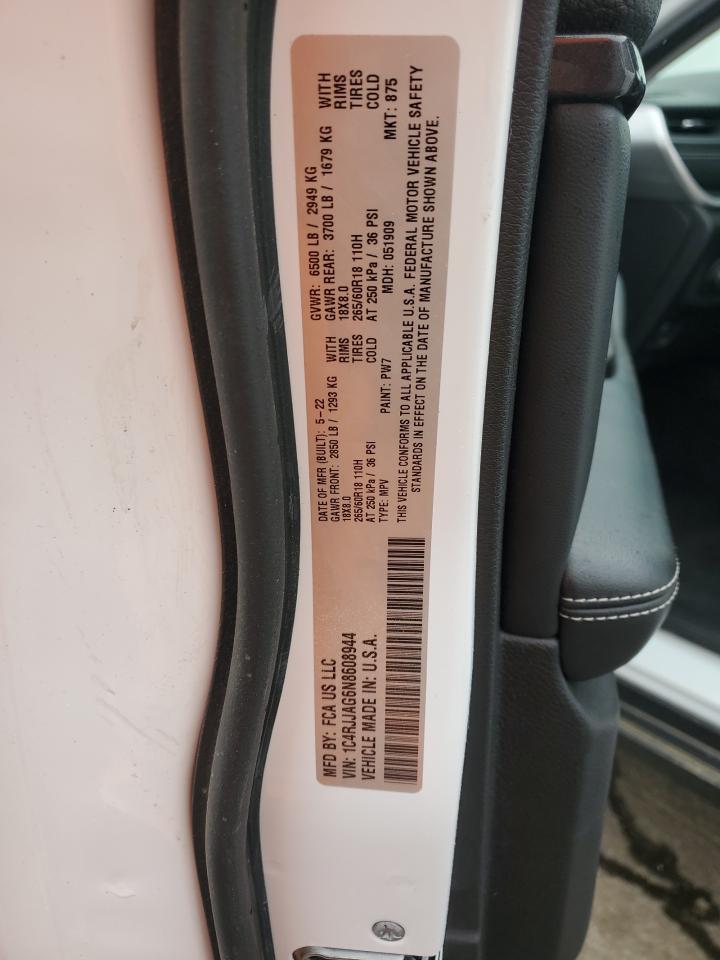 MFD BY: FCA US LLC
VIN: 1C4RJJAG6N8608944
VEHICLE MADE IN: U.S.A.
DATE OF MFR (BUILT): 5-22
GAWR FRONT: 2850 LB / 1293 KG WITH
18X8.0 RIMS
265/60R18 110H TIRES
AT 250 kPa / 36 PSI COLD
TYPE: MPV PAINT: PW7
GVWR: 6500 LB / 2949 KG
GAWR REAR: 3700 LB / 1679 KG WITH
18X8.0 RIMS
265/60R18 110H TIRES
AT 250 kPa / 36 PSI COLD
MDH: 051909 MKT: 875
THIS VEHICLE CONFORMS TO ALL APPLICABLE U.S.A. FEDERAL MOTOR VEHICLE SAFETY
STANDARDS IN EFFECT ON THE DATE OF MANUFACTURE SHOWN ABOVE.